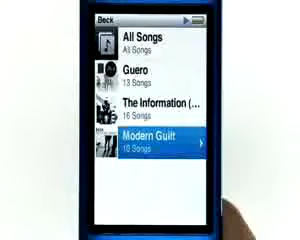 Beck
All Songs
All Songs
Guero
13 Songs
The Information (...
16 Songs
Modern Guilt
10 Songs